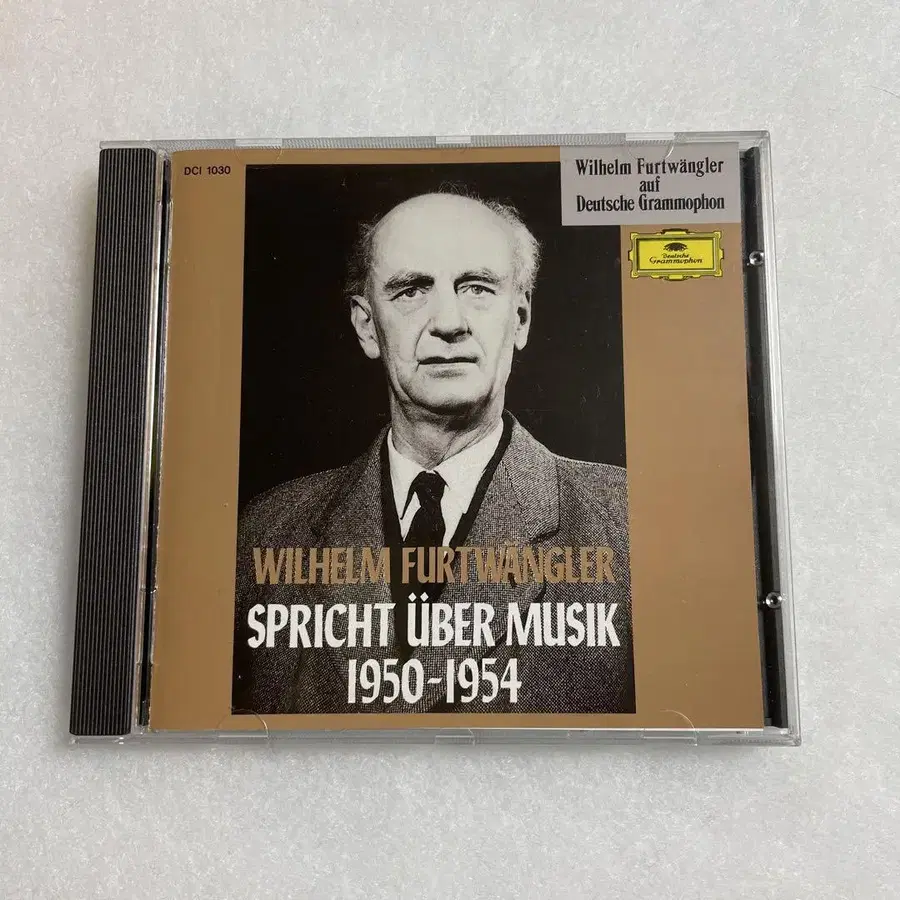 DCI 1030
Wilhelm Furtwängler
auf
Deutsche Grammophon
Deutsche
Grammophon
WILHELM FURTWÄNGLER
SPRICHT ÜBER MUSIK
1950-1954